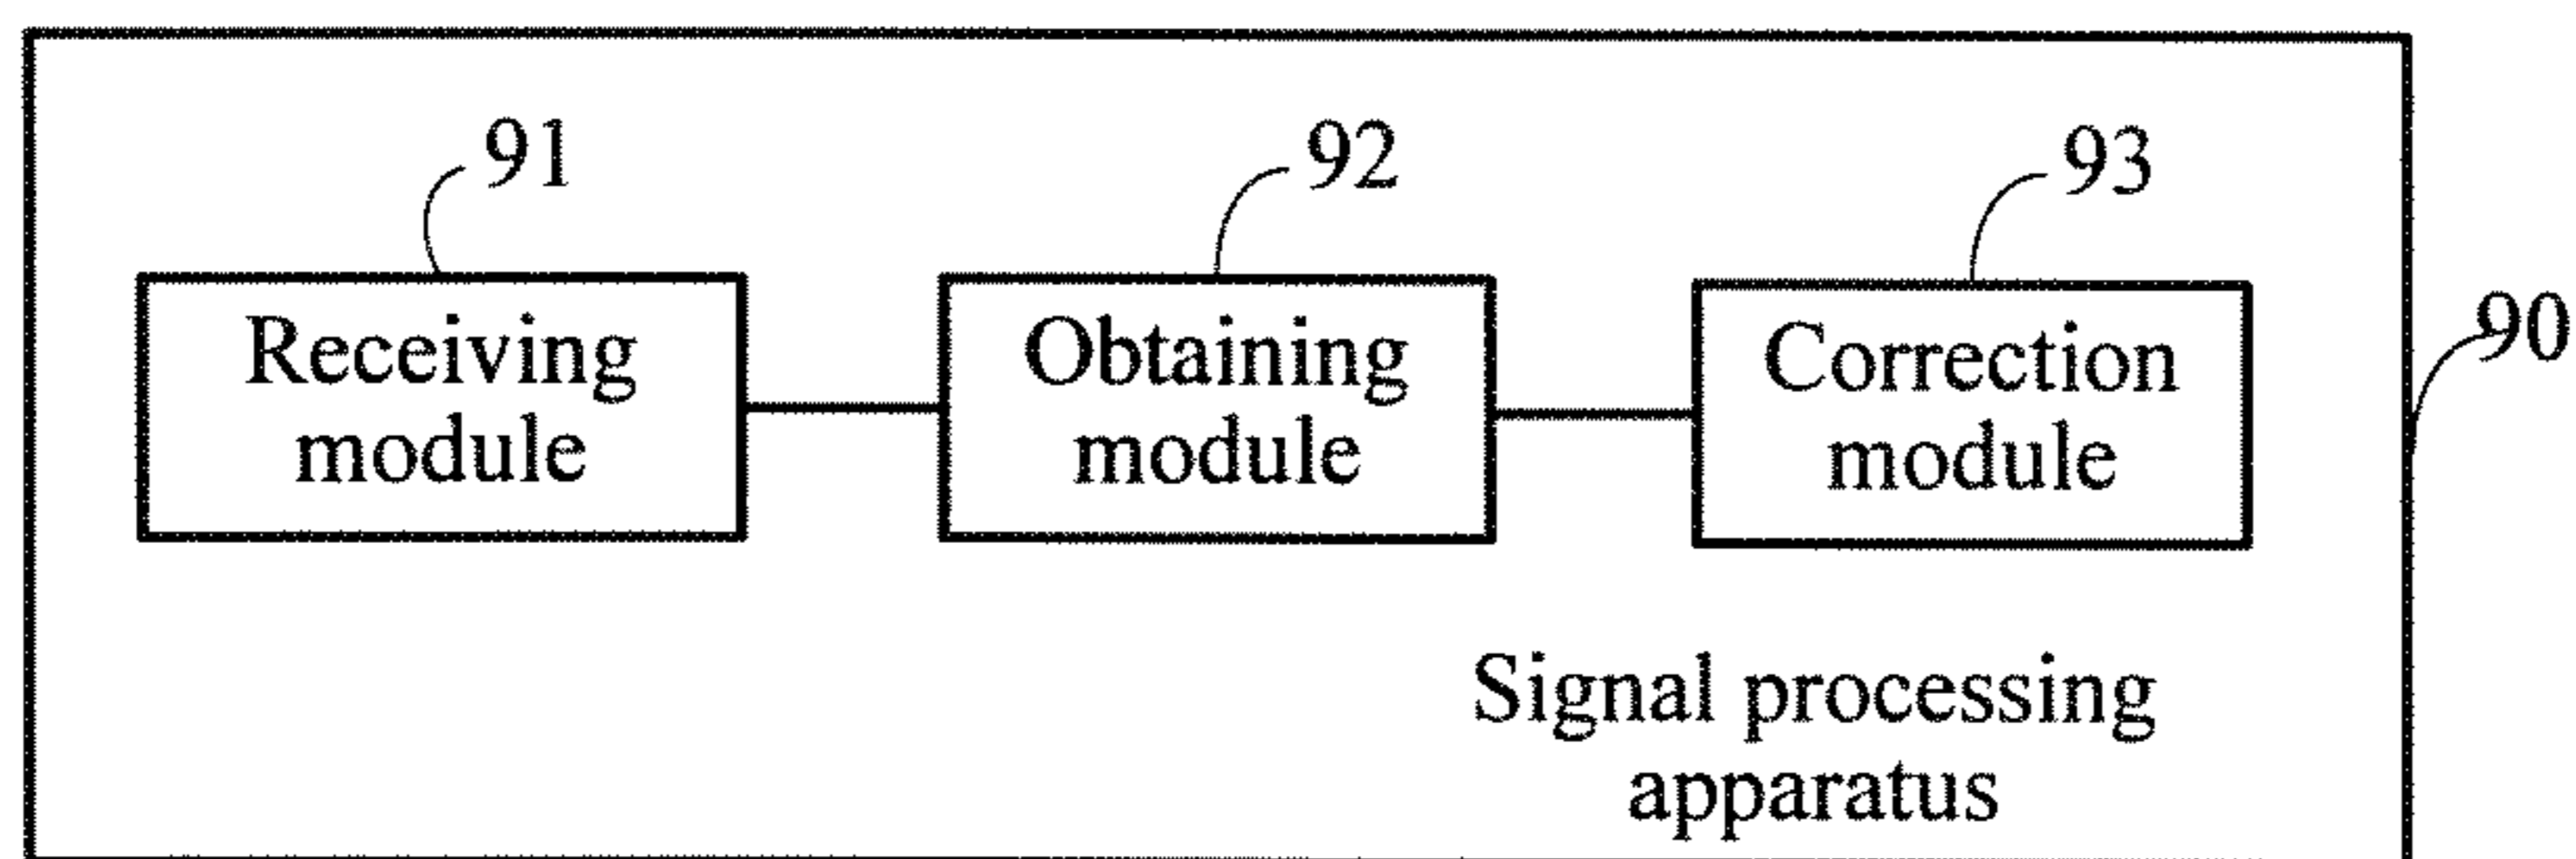 91
92
93
Receiving
module
Obtaining
module
Correction
module
90
Signal processing
apparatus